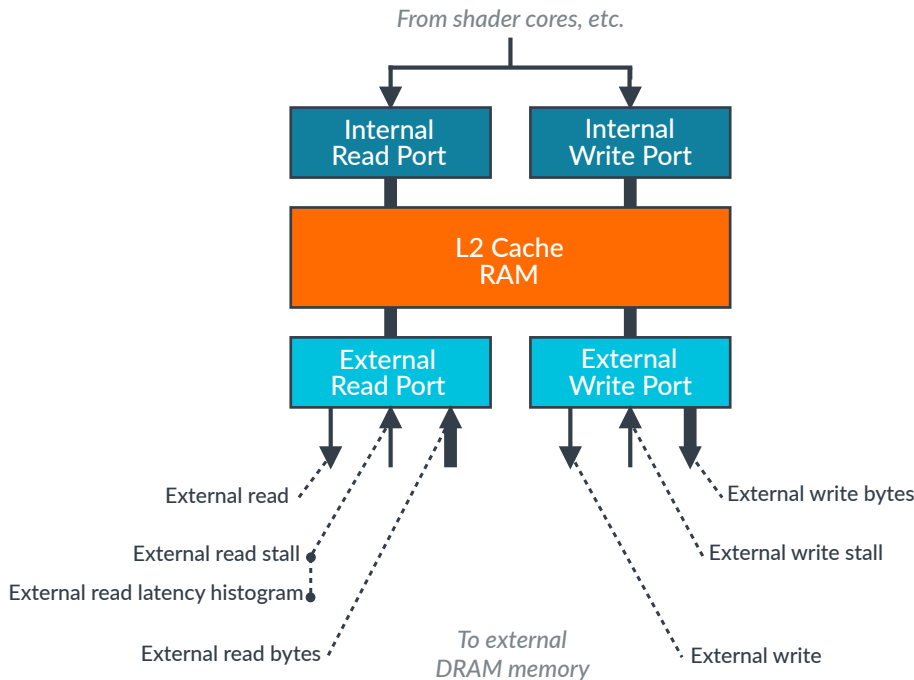 From shader cores, etc.
Internal
Read Port
Internal
Write Port
L2 Cache
RAM
External
Read Port
External
Write Port
External read
External write bytes
External read stall
External write stall
External read latency histogram
External read bytes
To external
DRAM memory
External write